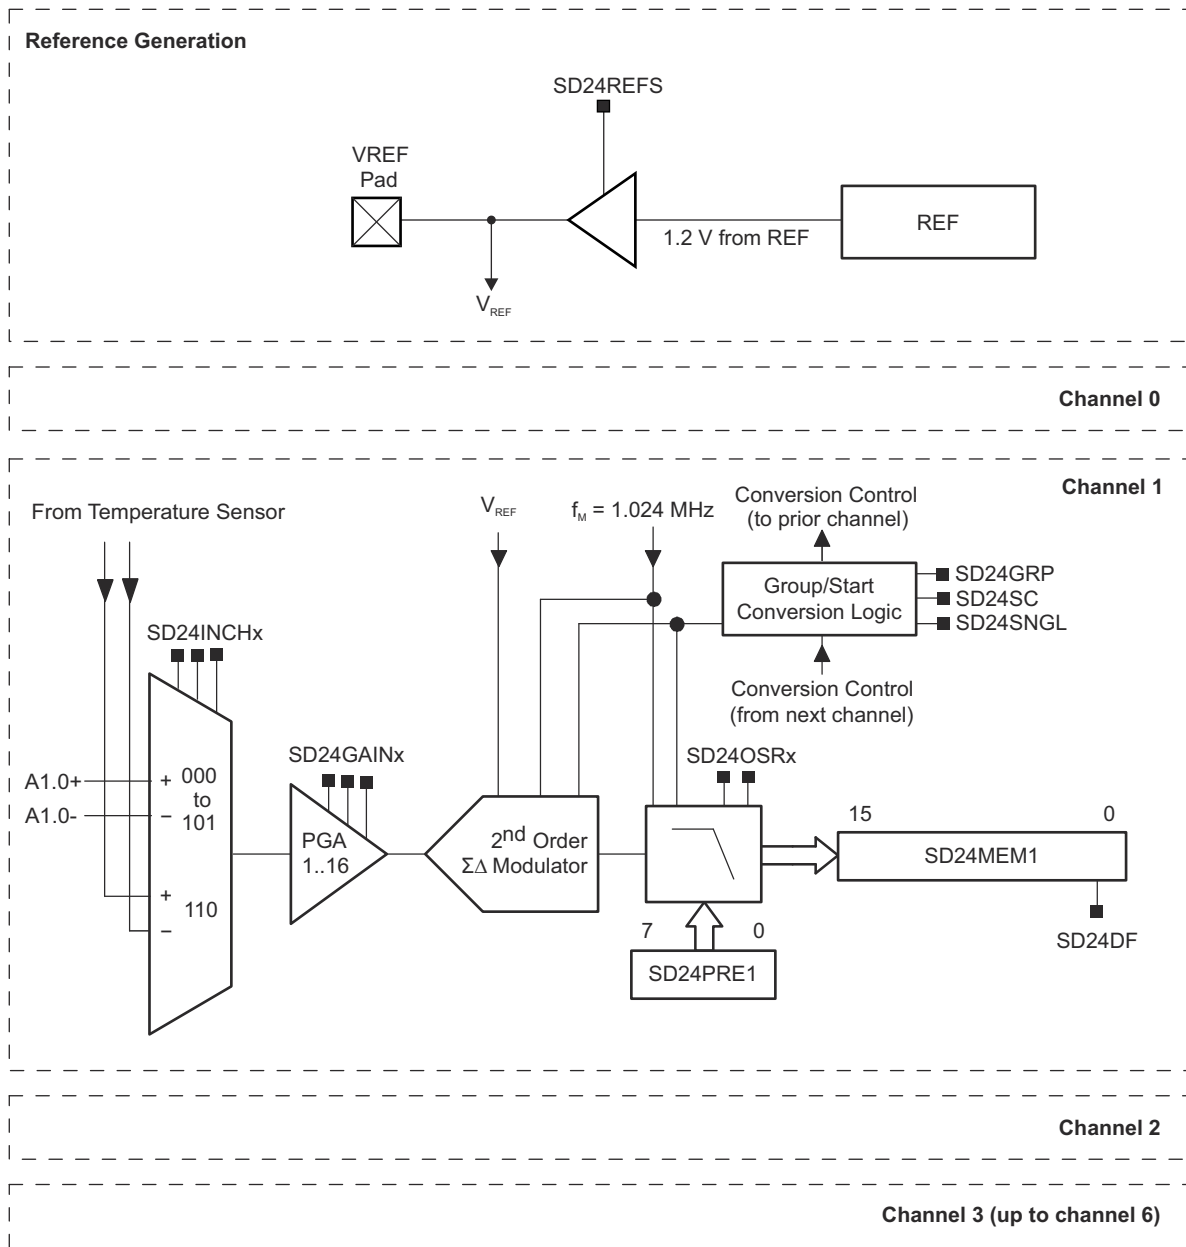 Reference Generation
SD24REFS
VREF
Pad
REF
1.2 V from REF
VREF
Channel 0
Channel 1
From Temperature Sensor
VREF
fM = 1.024 MHz
Conversion Control
(to prior channel)
Group/Start
Conversion Logic
SD24GRP
SD24SC
SD24SNGL
Conversion Control
(from next channel)
SD24INCHx
SD24GAINx
SD24OSRx
A1.0+
A1.0-
+ 000
to
− 101
+
110
−
PGA
1..16
2nd Order
ΣΔ Modulator
15 0
SD24MEM1
SD24DF
7 0
SD24PRE1
Channel 2
Channel 3 (up to channel 6)